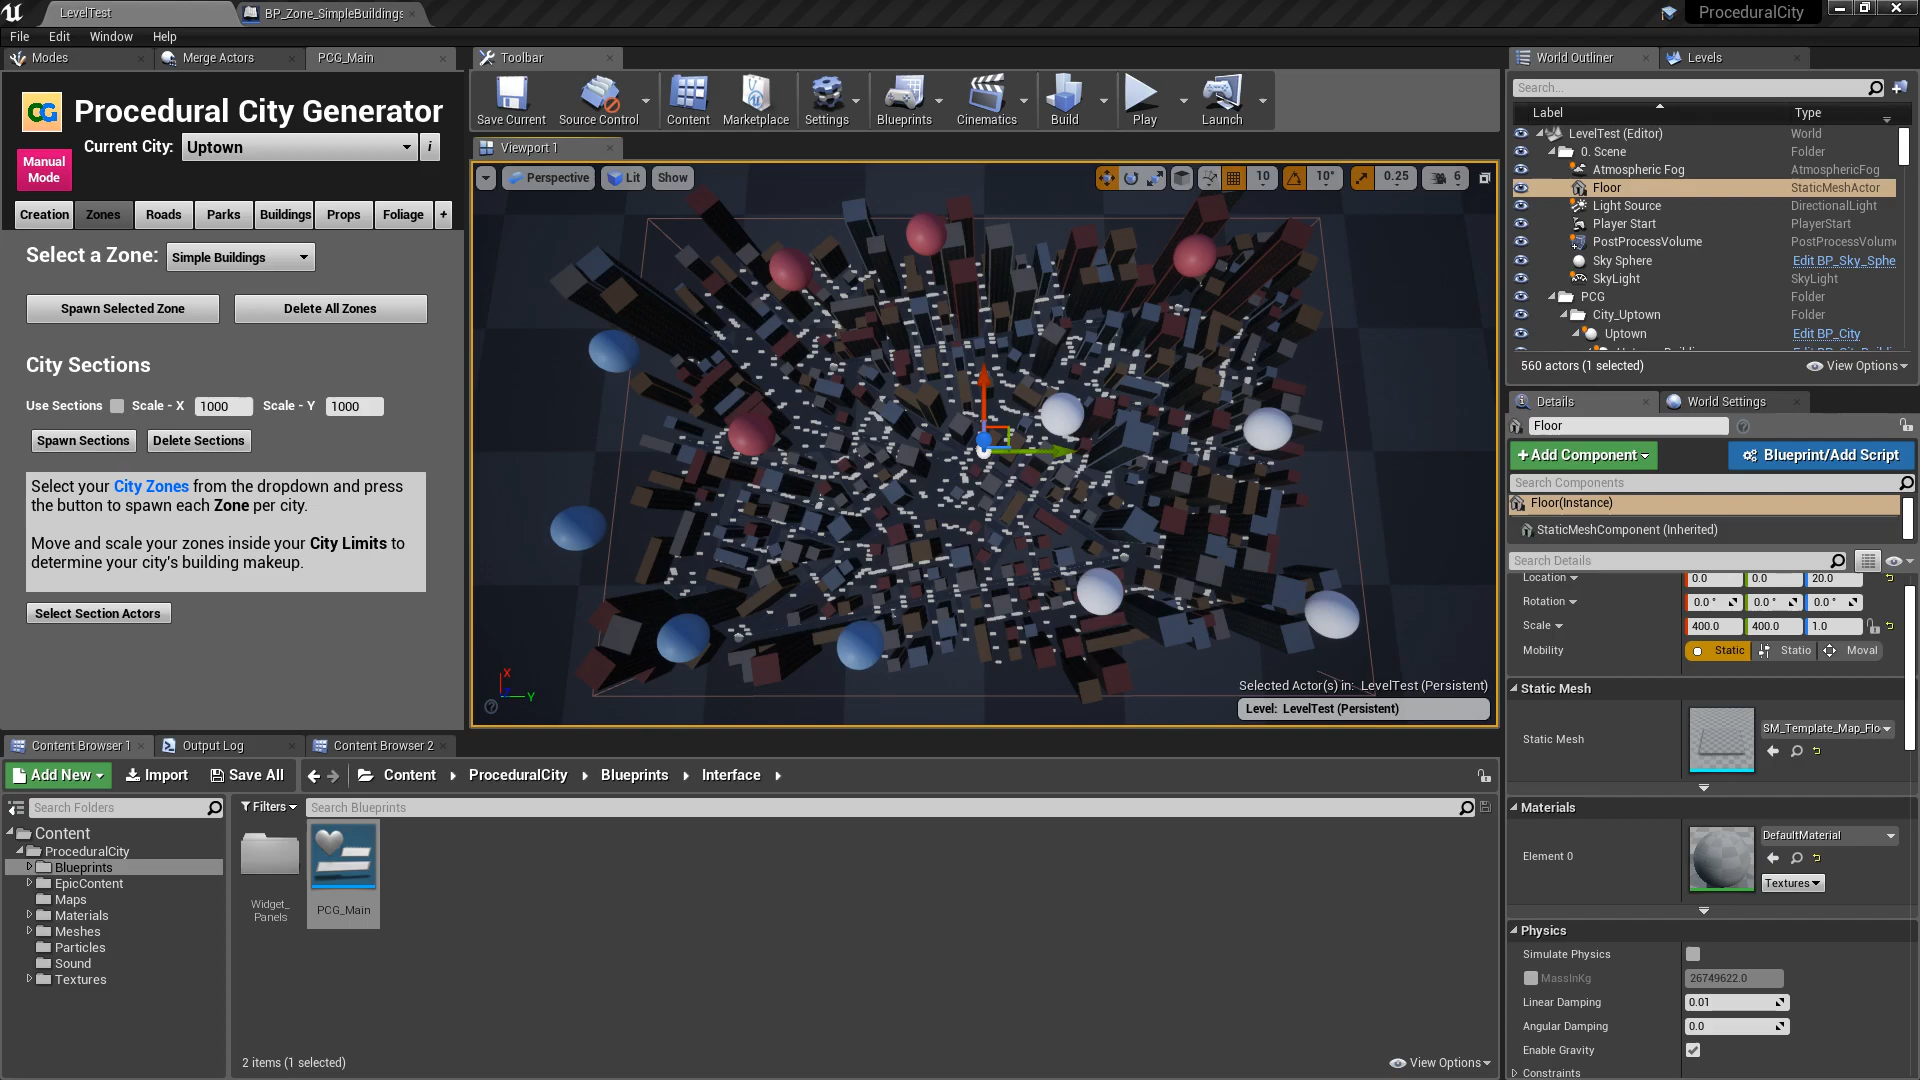 LevelTest
BP_Zone_SimpleBuildings
ProceduralCity
File Edit Window Help
Modes
Merge Actors
PCG_Main
CG Procedural City Generator
Current City: Uptown i
Manual
Mode
Creation Zones Roads Parks Buildings Props Foliage +
Select a Zone: Simple Buildings
Spawn Selected Zone
Delete All Zones
City Sections
Use Sections Scale - X 1000 Scale - Y 1000
Spawn Sections
Delete Sections
Select your City Zones from the dropdown and press
the button to spawn each Zone per city.
Move and scale your zones inside your City Limits to
determine your city's building makeup.
Select Section Actors
Toolbar
Save Current Source Control Content Marketplace Settings Blueprints Cinematics Build Play Launch
Viewport 1
Perspective Lit Show 10 10° 0.25 6
X
Y
Selected Actor(s) in: LevelTest (Persistent)
Level: LevelTest (Persistent)
World Outliner
Levels
Search...
Label Type
LevelTest (Editor) World
0. Scene Folder
Atmospheric Fog AtmosphericFog
Floor StaticMeshActor
Light Source DirectionalLight
Player Start PlayerStart
PostProcessVolume PostProcessVolum
Sky Sphere Edit BP_Sky_Sphe
SkyLight SkyLight
PCG Folder
City_Uptown Folder
Uptown Edit BP_City
560 actors (1 selected) View Options
Details
World Settings
Floor
+Add Component
Blueprint/Add Script
Search Components
Floor(Instance)
StaticMeshComponent (Inherited)
Search Details
Location 0.0 0.0 20.0
Rotation 0.0 ° 0.0 ° 0.0 °
Scale 400.0 400.0 1.0
Mobility Static Statio Moval
Static Mesh
Static Mesh SM_Template_Map_Flo
Materials
Element 0 DefaultMaterial
Textures
Physics
Simulate Physics
MassInKg 26749622.0
Linear Damping 0.01
Angular Damping 0.0
Enable Gravity
Constraints
Content Browser 1
Output Log
Content Browser 2
Add New Import Save All Content ProceduralCity Blueprints Interface
Search Folders
Filters Search Blueprints
Content
ProceduralCity
Blueprints
EpicContent
Maps
Materials
Meshes
Particles
Sound
Textures
Widget_
Panels
PCG_Main
2 items (1 selected) View Options